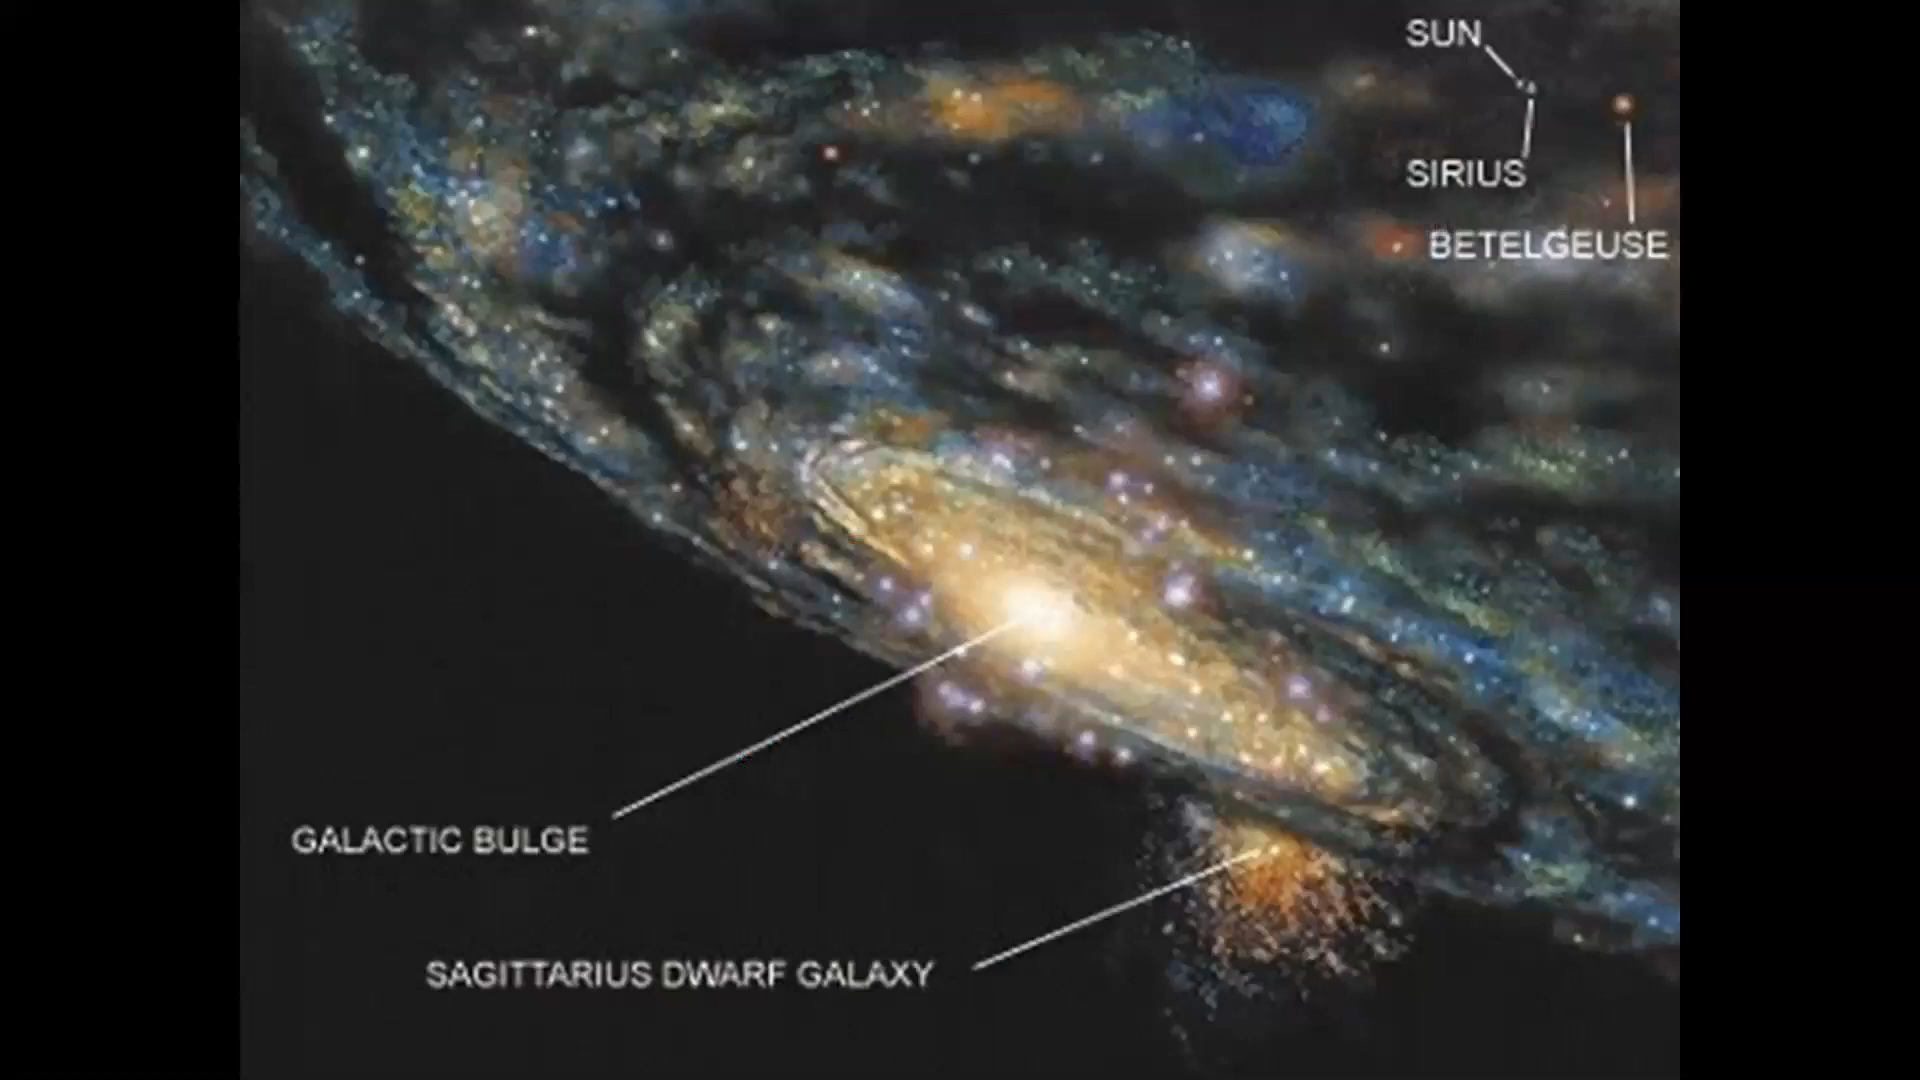 SUN
SIRIUS
BETELGEUSE
GALACTIC BULGE
SAGITTARIUS DWARF GALAXY